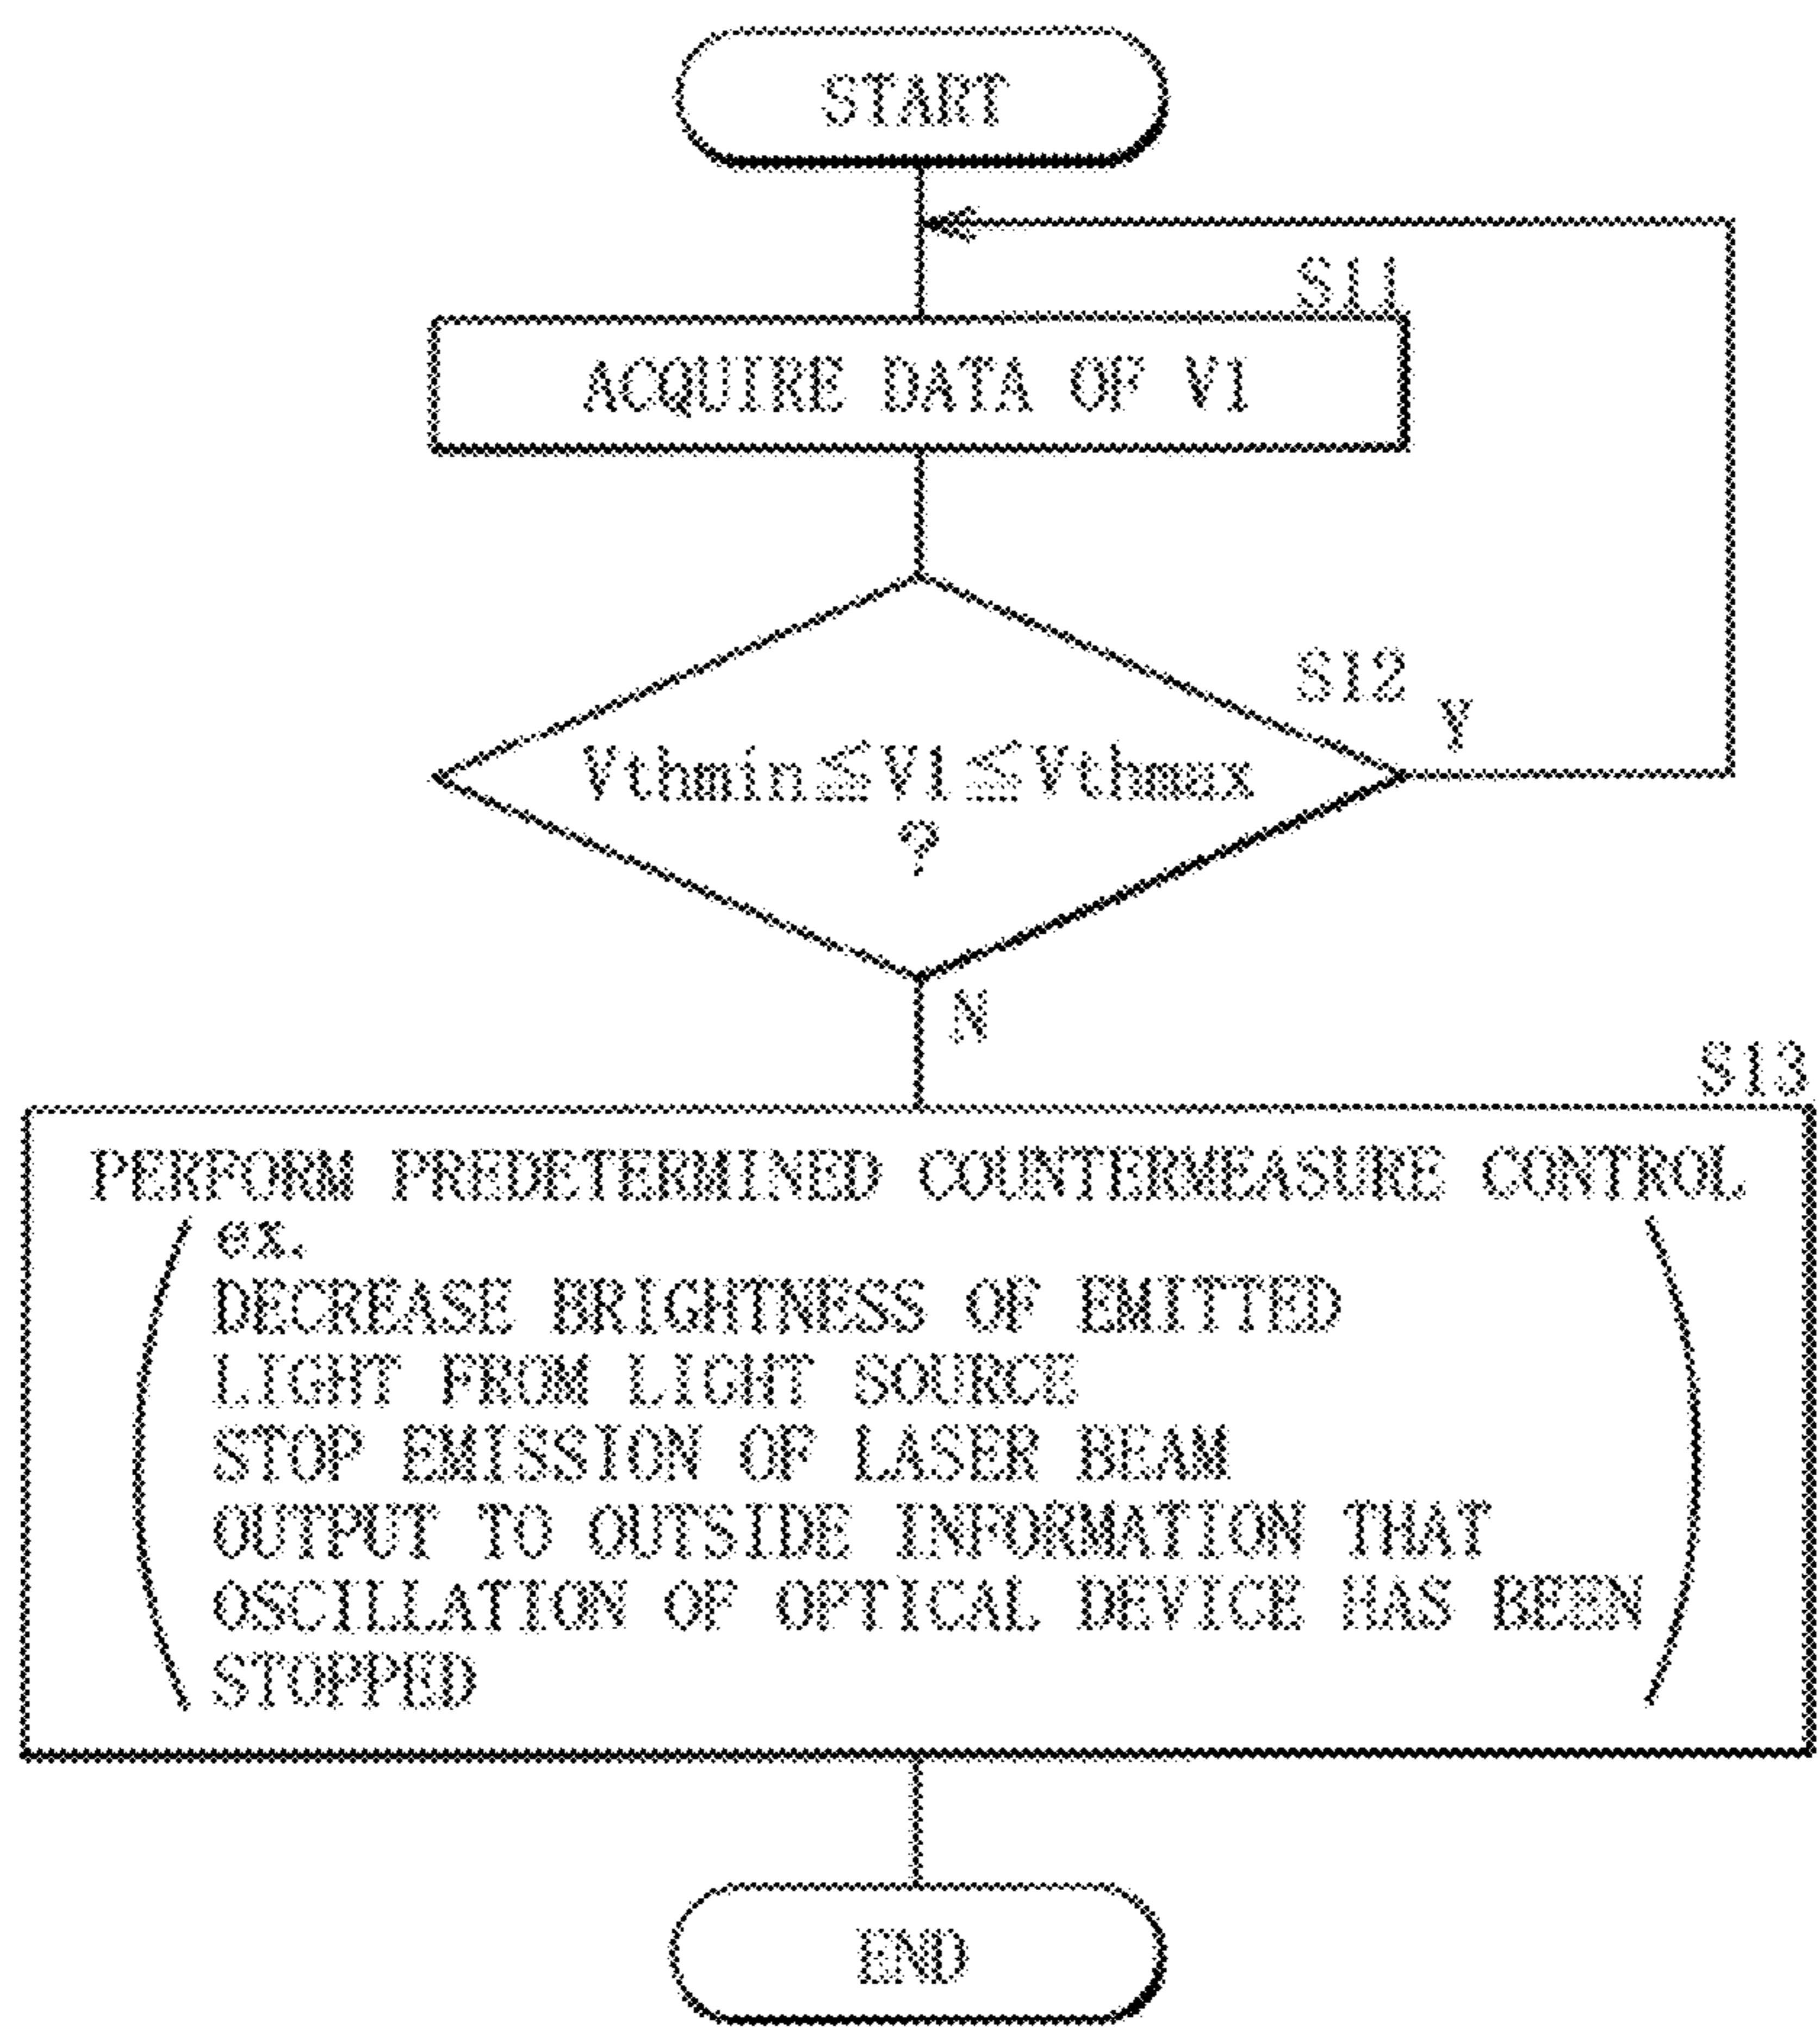 START
S11
ACQUIRE DATA OF V1
S12
Y
Vthmin≦V1≦Vthmax
?
N
S13
PERFORM PREDETERMINED COUNTERMEASURE CONTROL
ex.
DECREASE BRIGHTNESS OF EMITTED
LIGHT FROM LIGHT SOURCE
STOP EMISSION OF LASER BEAM
OUTPUT TO OUTSIDE INFORMATION THAT
OSCILLATION OF OPTICAL DEVICE HAS BEEN
STOPPED
END